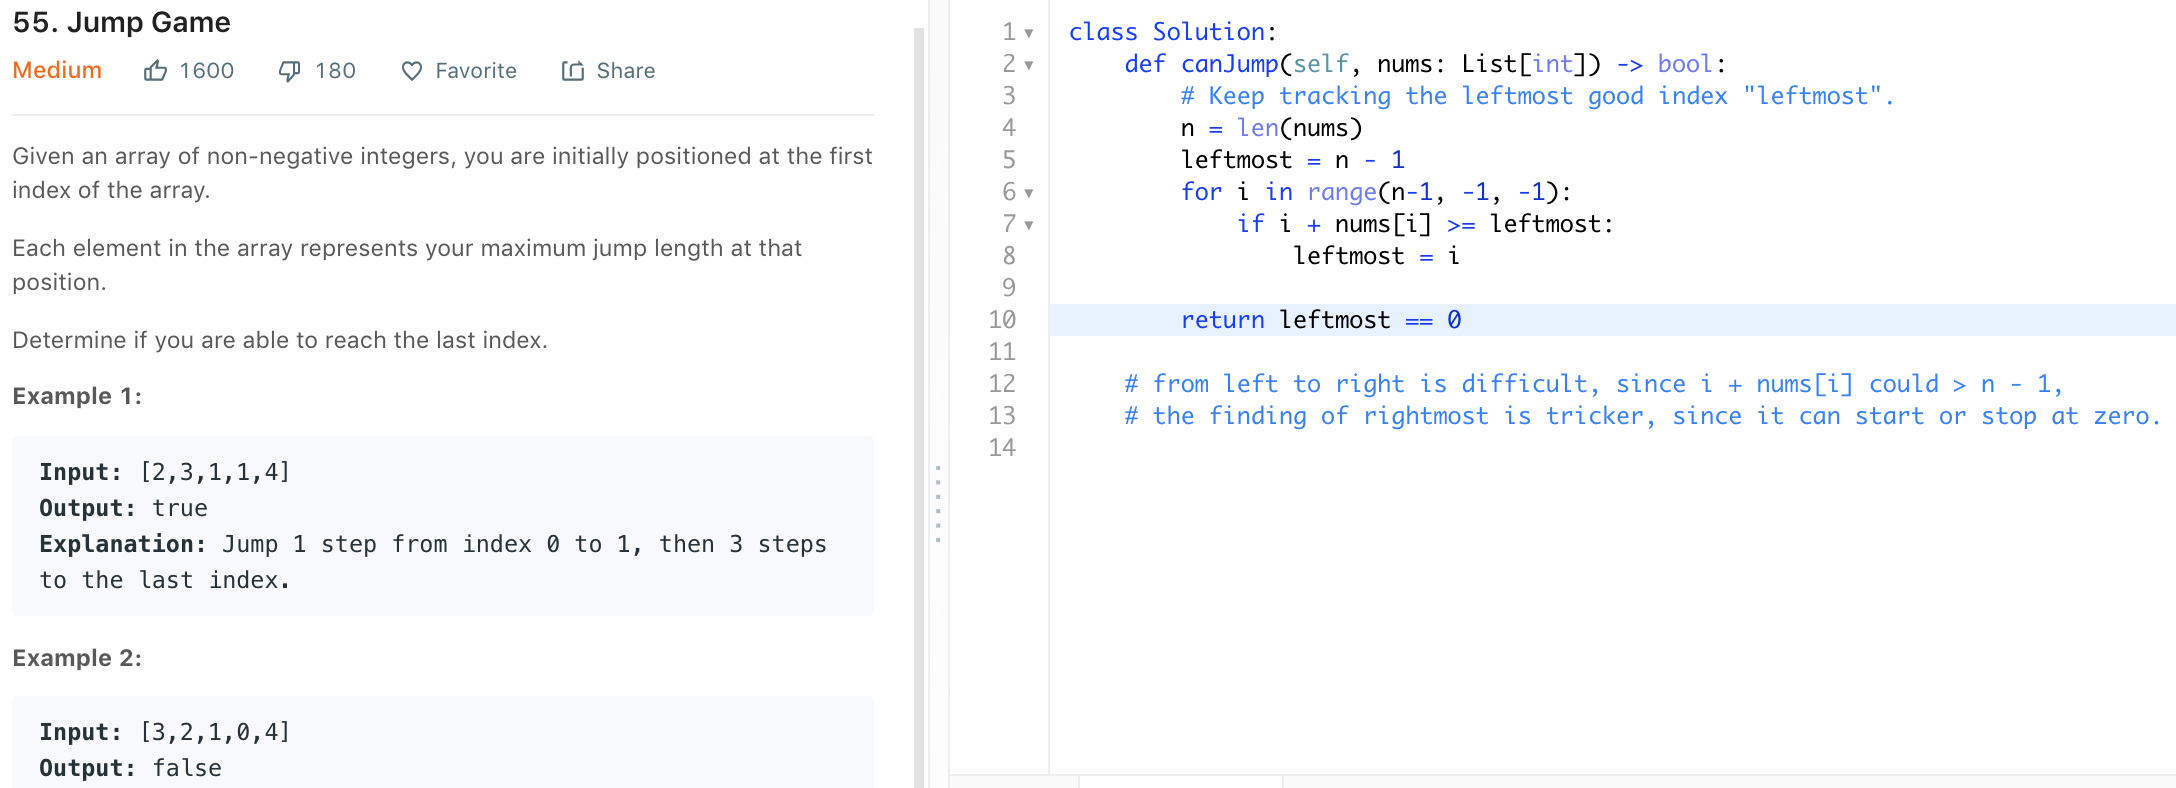 55. Jump Game
Medium 1600 180 Favorite Share
Given an array of non-negative integers, you are initially positioned at the first
index of the array.
Each element in the array represents your maximum jump length at that
position.
Determine if you are able to reach the last index.
Example 1:
Input: [2,3,1,1,4]
Output: true
Explanation: Jump 1 step from index 0 to 1, then 3 steps
to the last index.
Example 2:
Input: [3,2,1,0,4]
Output: false
1 class Solution:
2     def canJump(self, nums: List[int]) -> bool:
3         # Keep tracking the leftmost good index "leftmost".
4         n = len(nums)
5         leftmost = n - 1
6         for i in range(n-1, -1, -1):
7             if i + nums[i] >= leftmost:
8                 leftmost = i
9
10         return leftmost == 0
11
12     # from left to right is difficult, since i + nums[i] could > n - 1,
13     # the finding of rightmost is tricker, since it can start or stop at zero.
14